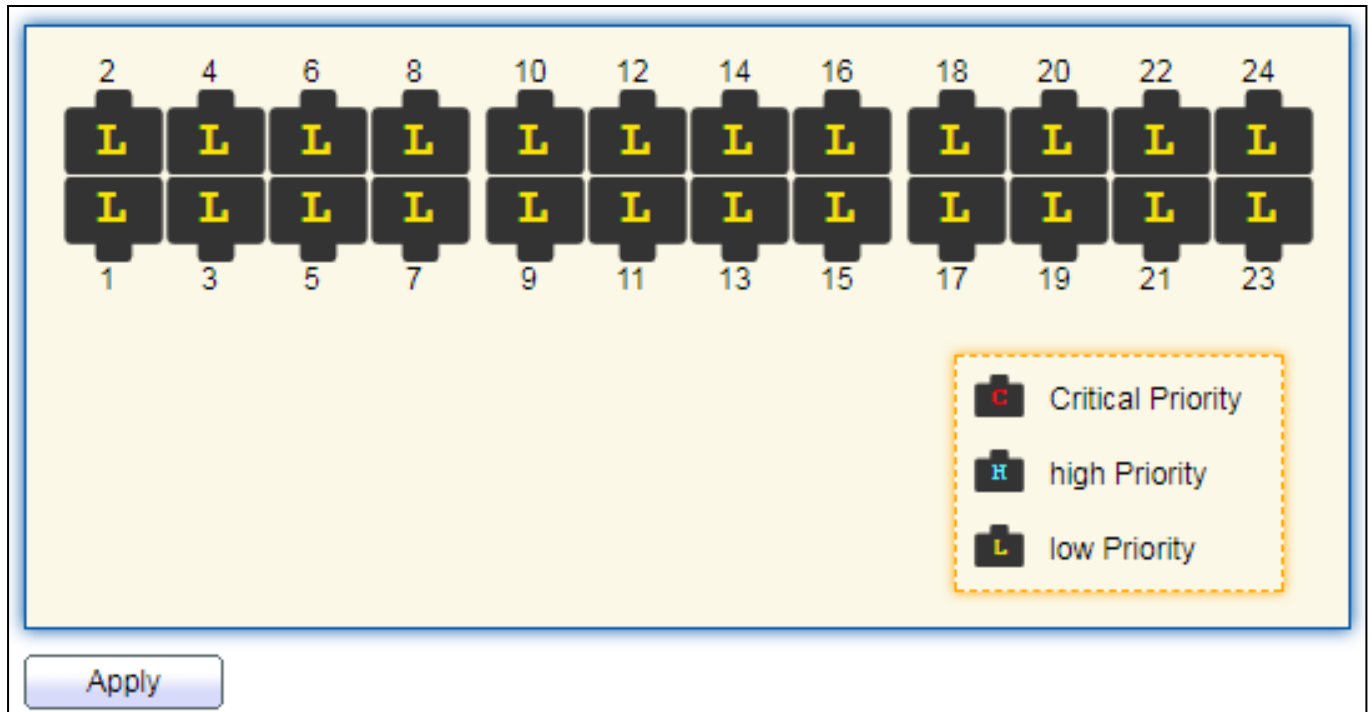 2 4 6 8 10 12 14 16 18 20 22 24
L L L L L L L L L L L L
L L L L L L L L L L L L
1 3 5 7 9 11 13 15 17 19 21 23
C Critical Priority
H high Priority
L low Priority
Apply